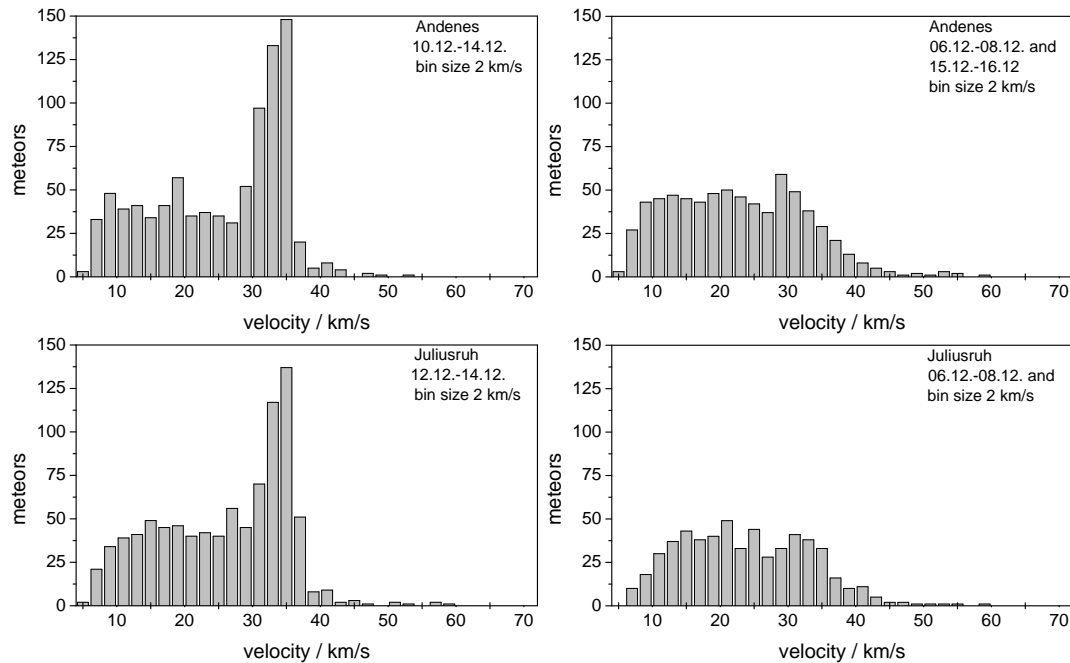 150
125
100
75
50
25
0
meteors
Andenes
10.12.-14.12.
bin size 2 km/s
10 20 30 40 50 60 70
velocity / km/s
150
125
100
75
50
25
0
meteors
Andenes
06.12.-08.12. and
15.12.-16.12
bin size 2 km/s
10 20 30 40 50 60 70
velocity / km/s
150
125
100
75
50
25
0
meteors
Juliusruh
12.12.-14.12.
bin size 2 km/s
10 20 30 40 50 60 70
velocity / km/s
150
125
100
75
50
25
0
meteors
Juliusruh
06.12.-08.12. and
bin size 2 km/s
10 20 30 40 50 60 70
velocity / km/s